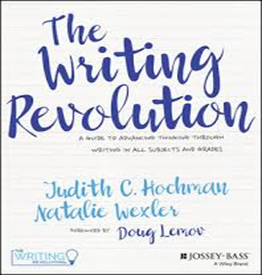 The
Writing
Revolution
A GUIDE TO ADVANCING THINKING THROUGH
WRITING IN ALL SUBJECTS AND GRADES
Judith C. Hochman
Natalie Wexler
FOREWORD BY Doug Lemov
THE
WRITING
REVOLUTION
JOSSEY-BASS
A Wiley Brand